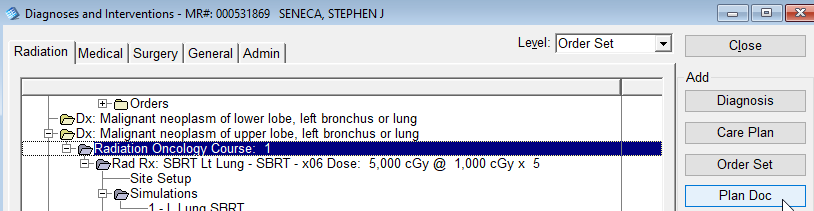 Diagnoses and Interventions - MR#: 000531869 SENECA, STEPHEN J
Radiation Medical Surgery General Admin
Level: Order Set
Close
Add
Orders
Diagnosis
Dx: Malignant neoplasm of lower lobe, left bronchus or lung
Dx: Malignant neoplasm of upper lobe, left bronchus or lung
Care Plan
Radiation Oncology Course: 1
Rad Rx: SBRT Lt Lung - SBRT - x06 Dose: 5,000 cGy @ 1,000 cGy x 5
Order Set
Site Setup
Simulations
Plan Doc
1 - L Lung SBRT